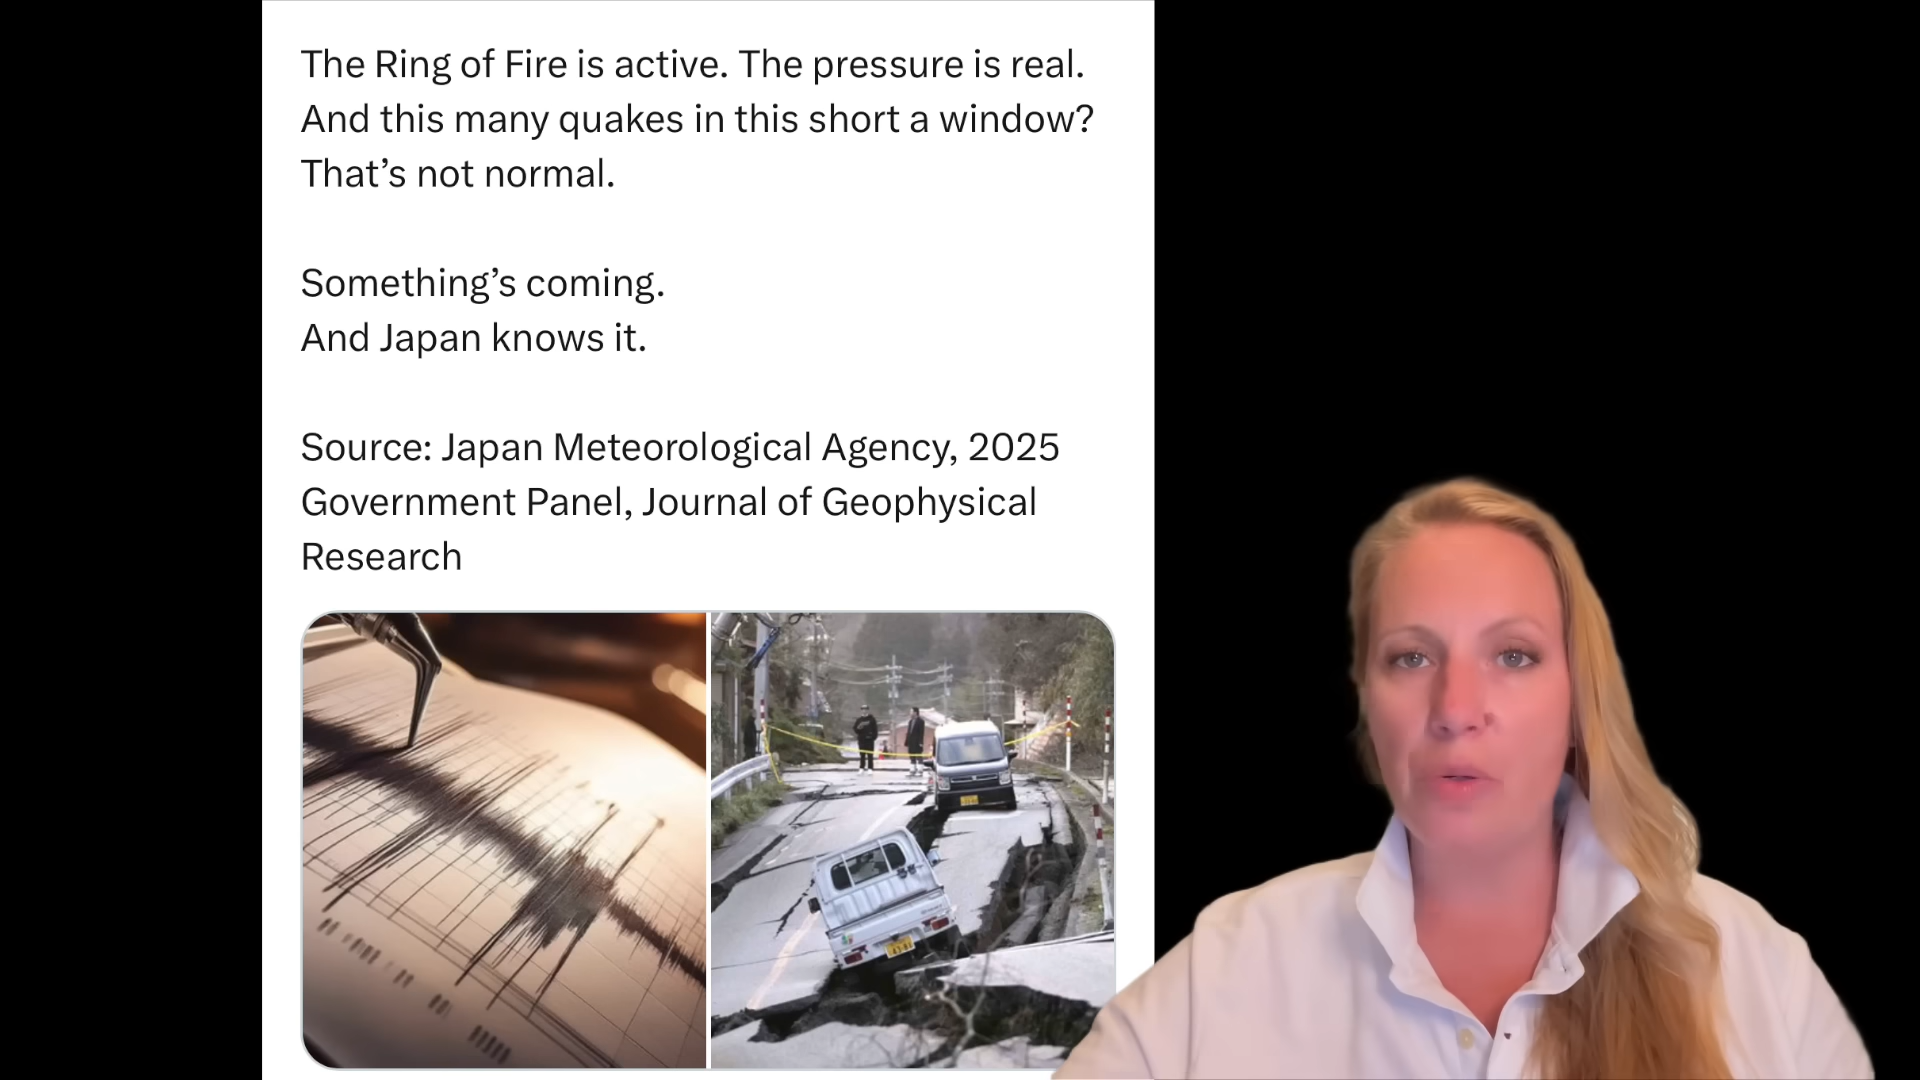 The Ring of Fire is active. The pressure is real.
And this many quakes in this short a window?
That’s not normal.
Something’s coming.
And Japan knows it.
Source: Japan Meteorological Agency, 2025
Government Panel, Journal of Geophysical
Research